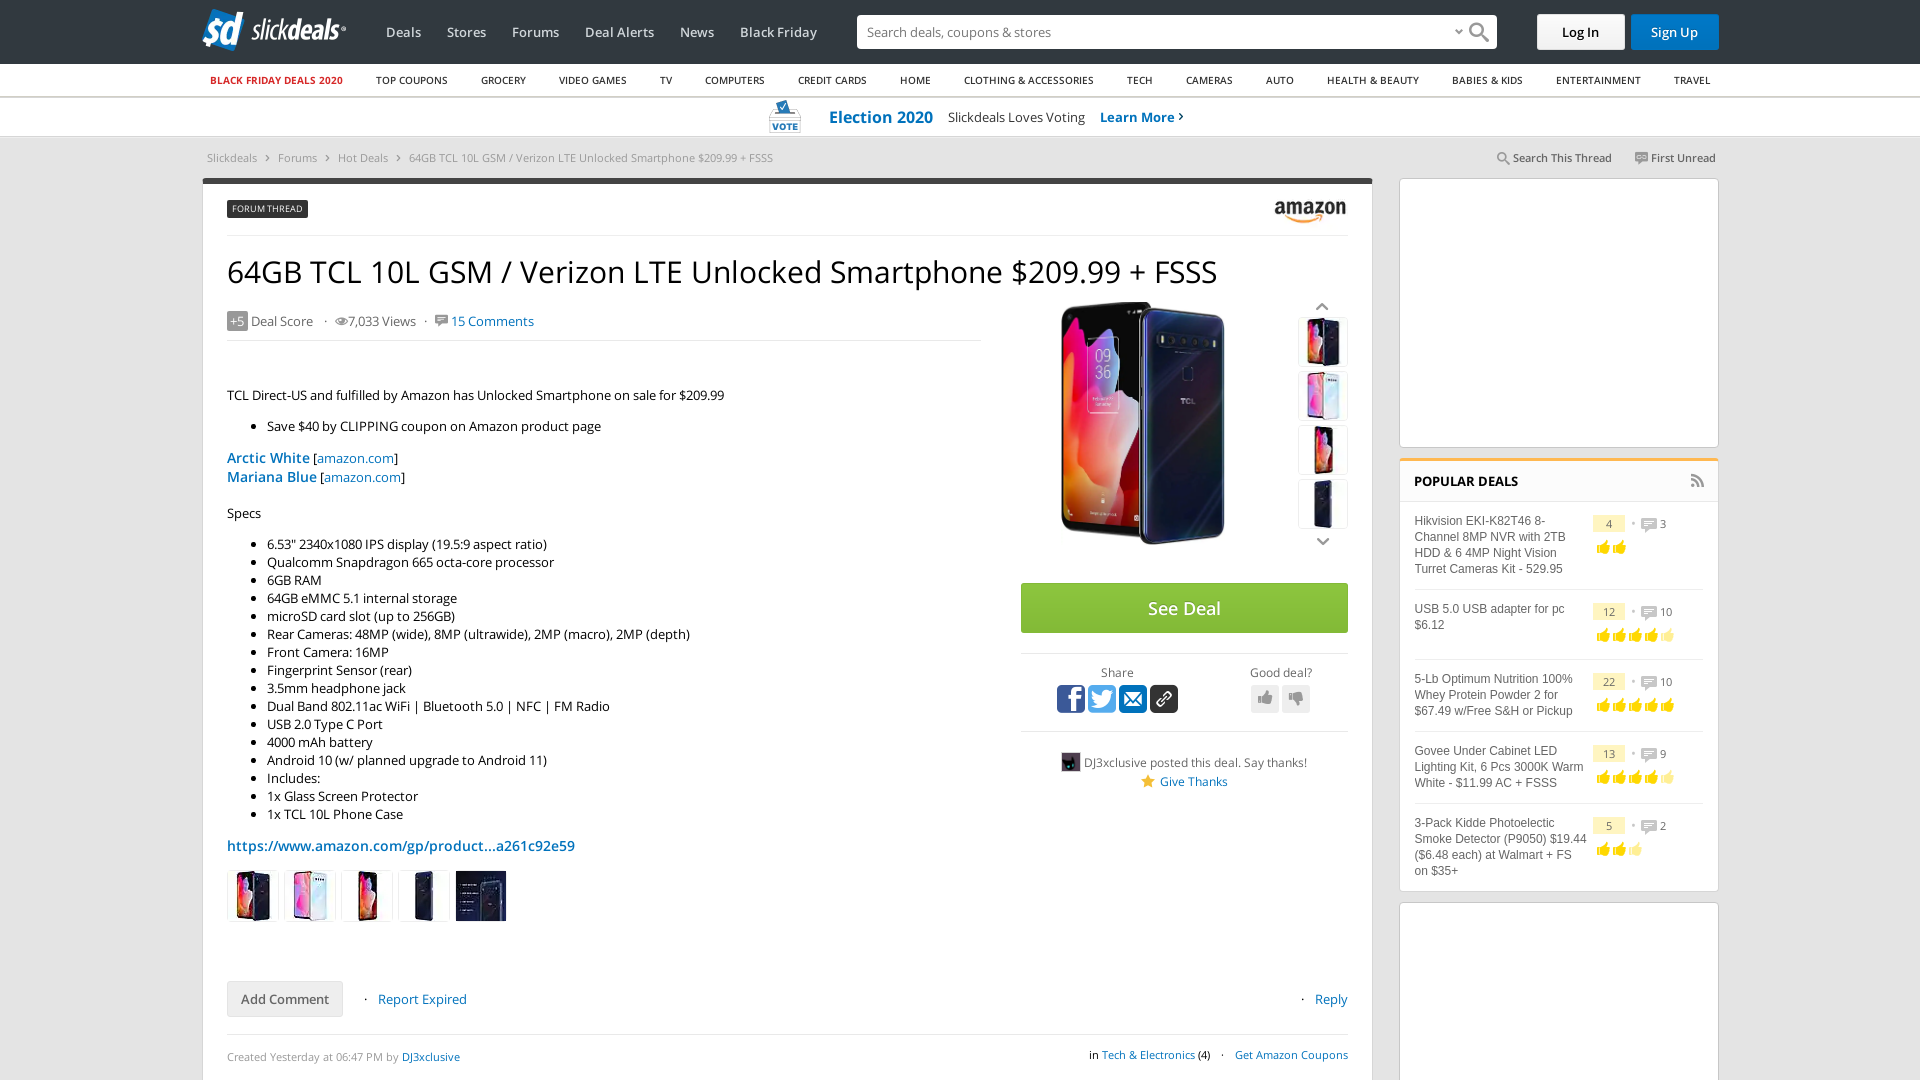 slickdeals
Deals
Stores
Forums
Deal Alerts
News
Black Friday
Search deals, coupons & stores
Log In
Sign Up
BLACK FRIDAY DEALS 2020
TOP COUPONS
GROCERY
VIDEO GAMES
TV
COMPUTERS
CREDIT CARDS
HOME
CLOTHING & ACCESSORIES
TECH
CAMERAS
AUTO
HEALTH & BEAUTY
BABIES & KIDS
ENTERTAINMENT
TRAVEL
VOTE
Election 2020
Slickdeals Loves Voting
Learn More
Slickdeals > Forums > Hot Deals > 64GB TCL 10L GSM / Verizon LTE Unlocked Smartphone $209.99 + FSSS
Search This Thread
First Unread
FORUM THREAD
amazon
64GB TCL 10L GSM / Verizon LTE Unlocked Smartphone $209.99 + FSSS
+5 Deal Score · 7,033 Views · 15 Comments
TCL Direct-US and fulfilled by Amazon has Unlocked Smartphone on sale for $209.99
• Save $40 by CLIPPING coupon on Amazon product page
Arctic White [amazon.com]
Mariana Blue [amazon.com]
Specs
• 6.53" 2340x1080 IPS display (19.5:9 aspect ratio)
• Qualcomm Snapdragon 665 octa-core processor
• 6GB RAM
• 64GB eMMC 5.1 internal storage
• microSD card slot (up to 256GB)
• Rear Cameras: 48MP (wide), 8MP (ultrawide), 2MP (macro), 2MP (depth)
• Front Camera: 16MP
• Fingerprint Sensor (rear)
• 3.5mm headphone jack
• Dual Band 802.11ac WiFi | Bluetooth 5.0 | NFC | FM Radio
• USB 2.0 Type C Port
• 4000 mAh battery
• Android 10 (w/ planned upgrade to Android 11)
• Includes:
• 1x Glass Screen Protector
• 1x TCL 10L Phone Case
https://www.amazon.com/gp/product...a261c92e59
09
36
TCL
See Deal
Share
Good deal?
DJ3xclusive posted this deal. Say thanks!
Give Thanks
Add Comment
· Report Expired
· Reply
Created Yesterday at 06:47 PM by DJ3xclusive
in Tech & Electronics (4) · Get Amazon Coupons
POPULAR DEALS
Hikvision EKI-K82T46 8-
Channel 8MP NVR with 2TB
HDD & 6 4MP Night Vision
Turret Cameras Kit - 529.95
4 • 3
USB 5.0 USB adapter for pc
$6.12
12 • 10
5-Lb Optimum Nutrition 100%
Whey Protein Powder 2 for
$67.49 w/Free S&H or Pickup
22 • 10
Govee Under Cabinet LED
Lighting Kit, 6 Pcs 3000K Warm
White - $11.99 AC + FSSS
13 • 9
3-Pack Kidde Photoelectic
Smoke Detector (P9050) $19.44
($6.48 each) at Walmart + FS
on $35+
5 • 2